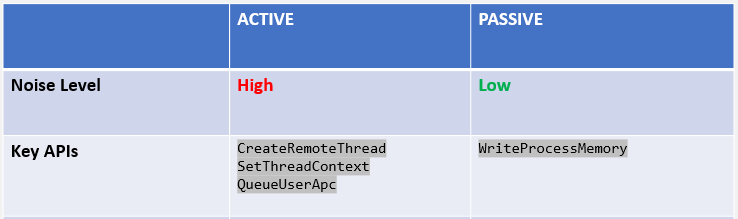 ACTIVE PASSIVE
Noise Level High Low
Key APIs CreateRemoteThread WriteProcessMemory
SetThreadContext
QueueUserApc